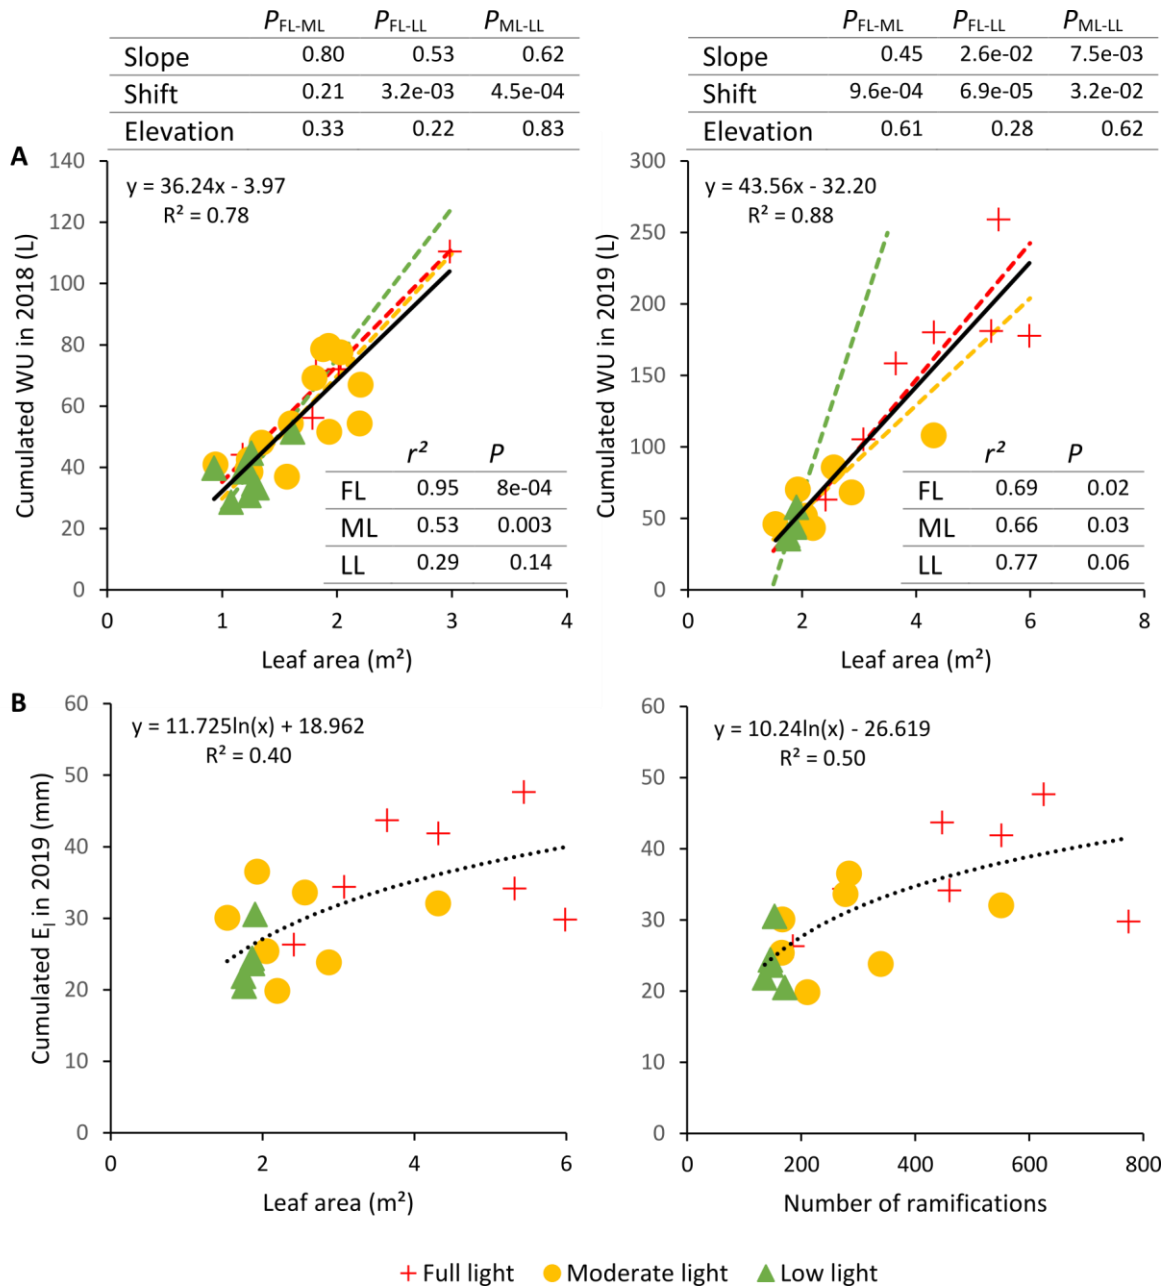 P_FL-ML P_FL-LL P_ML-LL
Slope 0.80 0.53 0.62
Shift 0.21 3.2e-03 4.5e-04
Elevation 0.33 0.22 0.83
P_FL-ML P_FL-LL P_ML-LL
Slope 0.45 2.6e-02 7.5e-03
Shift 9.6e-04 6.9e-05 3.2e-02
Elevation 0.61 0.28 0.62
A
Cumulated WU in 2018 (L)
140
120
100
80
60
40
20
0
y = 36.24x - 3.97
R² = 0.78
r² P
FL 0.95 8e-04
ML 0.53 0.003
LL 0.29 0.14
0 1 2 3 4
Leaf area (m²)
Cumulated WU in 2019 (L)
300
250
200
150
100
50
0
y = 43.56x - 32.20
R² = 0.88
r² P
FL 0.69 0.02
ML 0.66 0.03
LL 0.77 0.06
0 2 4 6 8
Leaf area (m²)
B
Cumulated E_I in 2019 (mm)
60
50
40
30
20
10
0
y = 11.725ln(x) + 18.962
R² = 0.40
0 2 4 6
Leaf area (m²)
60
50
40
30
20
10
0
y = 10.24ln(x) - 26.619
R² = 0.50
0 200 400 600 800
Number of ramifications
Full light Moderate light Low light